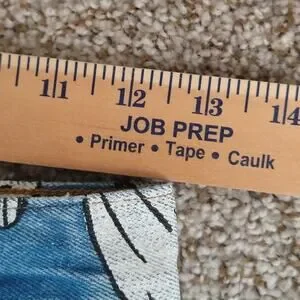 11 12 13 14
JOB PREP
• Primer • Tape • Caulk